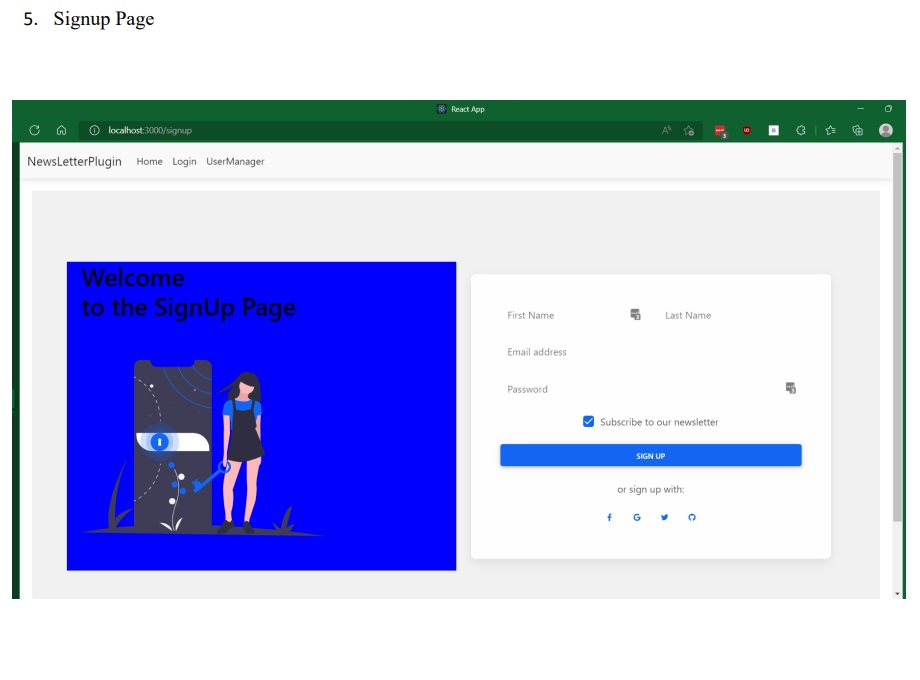 5. Signup Page
React App
localhost:3000/signup
NewsLetterPlugin Home Login UserManager
Welcome
to the SignUp Page
First Name Last Name
Email address
Password
Subscribe to our newsletter
SIGN UP
or sign up with: